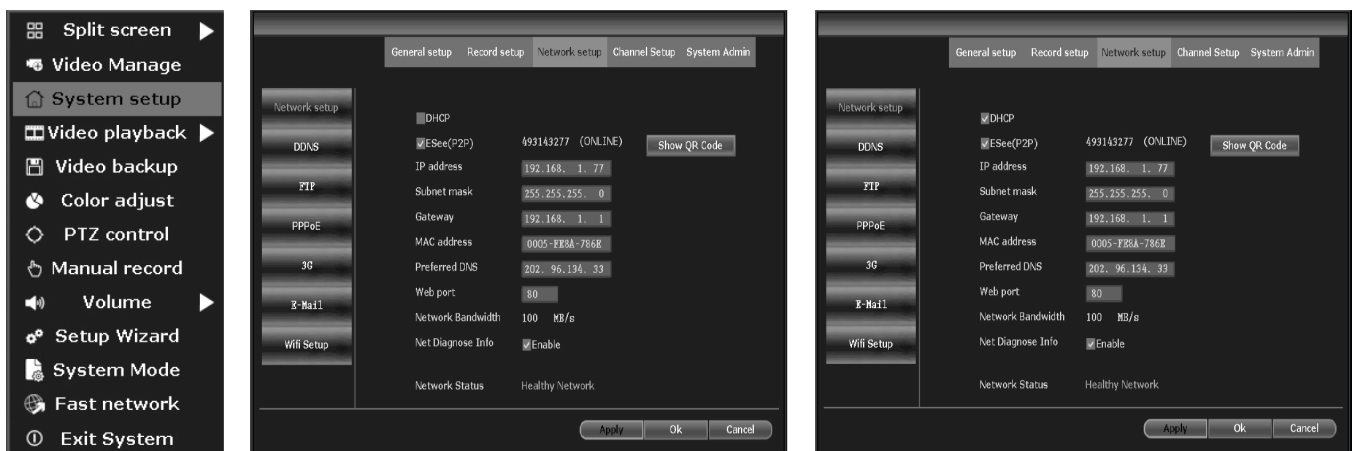 Split screen
Video Manage
System setup
Video playback
Video backup
Color adjust
PTZ control
Manual record
Volume
Setup Wizard
System Mode
Fast network
Exit System
General setup Record setup Network setup Channel Setup System Admin
Network setup
DDNS
FTP
PPPoE
3G
E-Mail
Wifi Setup
DHCP
ESee(P2P) 493143277 (ONLINE) Show QR Code
IP address 192.168. 1. 77
Subnet mask 255.255.255. 0
Gateway 192.168. 1. 1
MAC address 0005-FE8A-786E
Preferred DNS 202. 96.134. 33
Web port 80
Network Bandwidth 100 MB/s
Net Diagnose Info Enable
Network Status Healthy Network
Apply Ok Cancel
General setup Record setup Network setup Channel Setup System Admin
Network setup
DDNS
FTP
PPPoE
3G
E-Mail
Wifi Setup
DHCP
ESee(P2P) 493143277 (ONLINE) Show QR Code
IP address 192.168. 1. 77
Subnet mask 255.255.255. 0
Gateway 192.168. 1. 1
MAC address 0005-FE8A-786E
Preferred DNS 202. 96.134. 33
Web port 80
Network Bandwidth 100 MB/s
Net Diagnose Info Enable
Network Status Healthy Network
Apply Ok Cancel